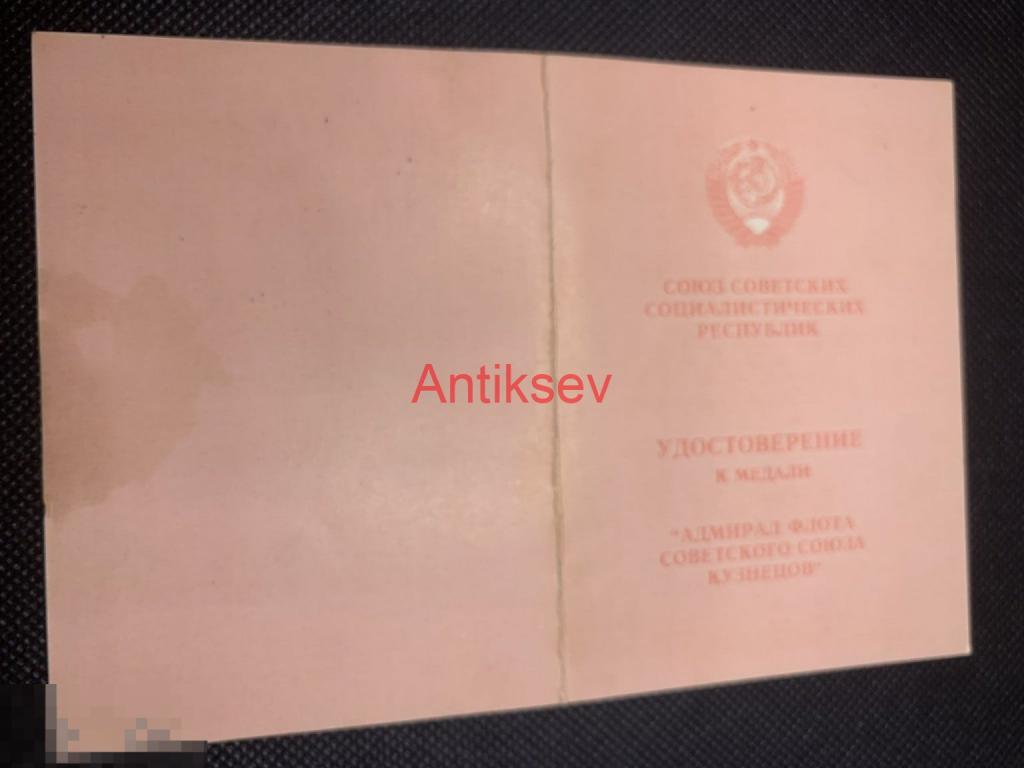 СОЮЗ СОВЕТСКИХ
СОЦИАЛИСТИЧЕСКИХ
РЕСПУБЛИК
Antiksev
УДОСТОВЕРЕНИЕ
К МЕДАЛИ
"АДМИРАЛ ФЛОТА
СОВЕТСКОГО СОЮЗА
КУЗНЕЦОВ"